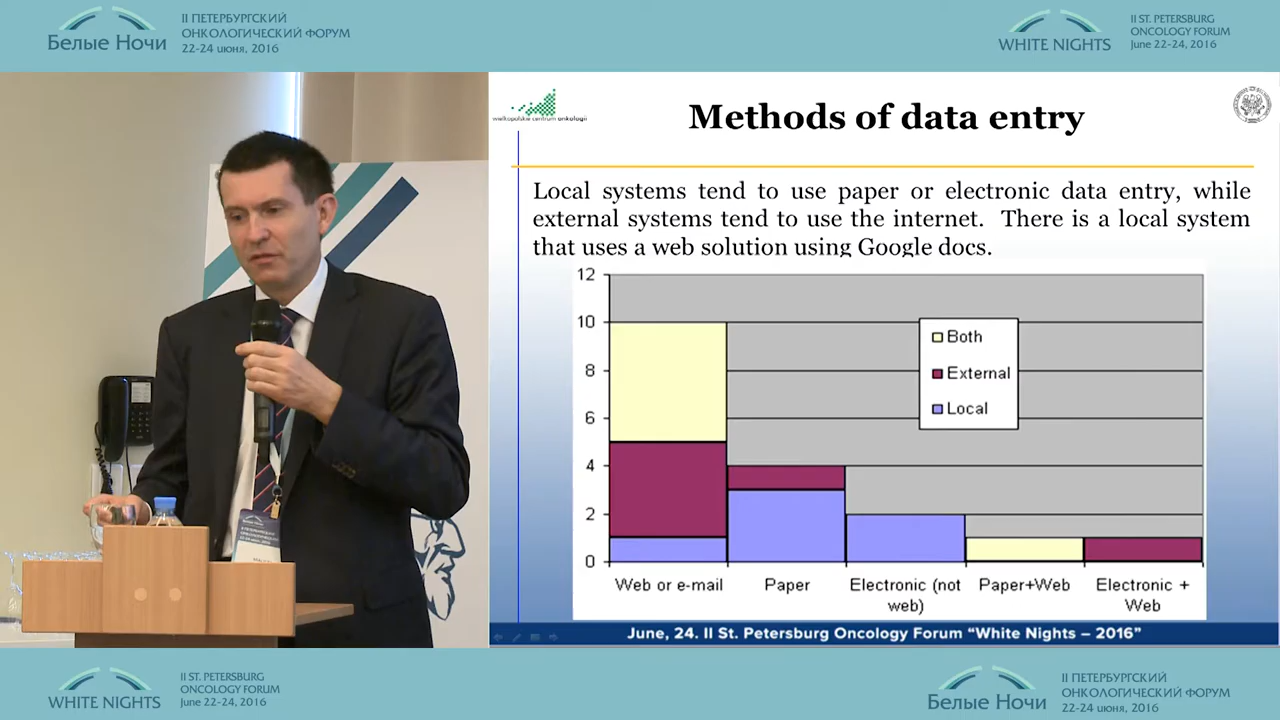 II ПЕТЕРБУРГСКИЙ
ОНКОЛОГИЧЕСКИЙ ФОРУМ
Белые Ночи
22-24 июня, 2016
II ST. PETERSBURG
ONCOLOGY FORUM
WHITE NIGHTS
June 22-24, 2016
wielkopolskie centrum onkologii
Methods of data entry
Local systems tend to use paper or electronic data entry, while
external systems tend to use the internet. There is a local system
that uses a web solution using Google docs.
12
10
8
6
4
2
0
Both
External
Local
Web or e-mail
Paper
Electronic (not
web)
Paper+Web
Electronic +
Web
June, 24. II St. Petersburg Oncology Forum “White Nights – 2016”
II ST. PETERSBURG
ONCOLOGY FORUM
WHITE NIGHTS
June 22-24, 2016
II ПЕТЕРБУРГСКИЙ
ОНКОЛОГИЧЕСКИЙ ФОРУМ
Белые Ночи
22-24 июня, 2016